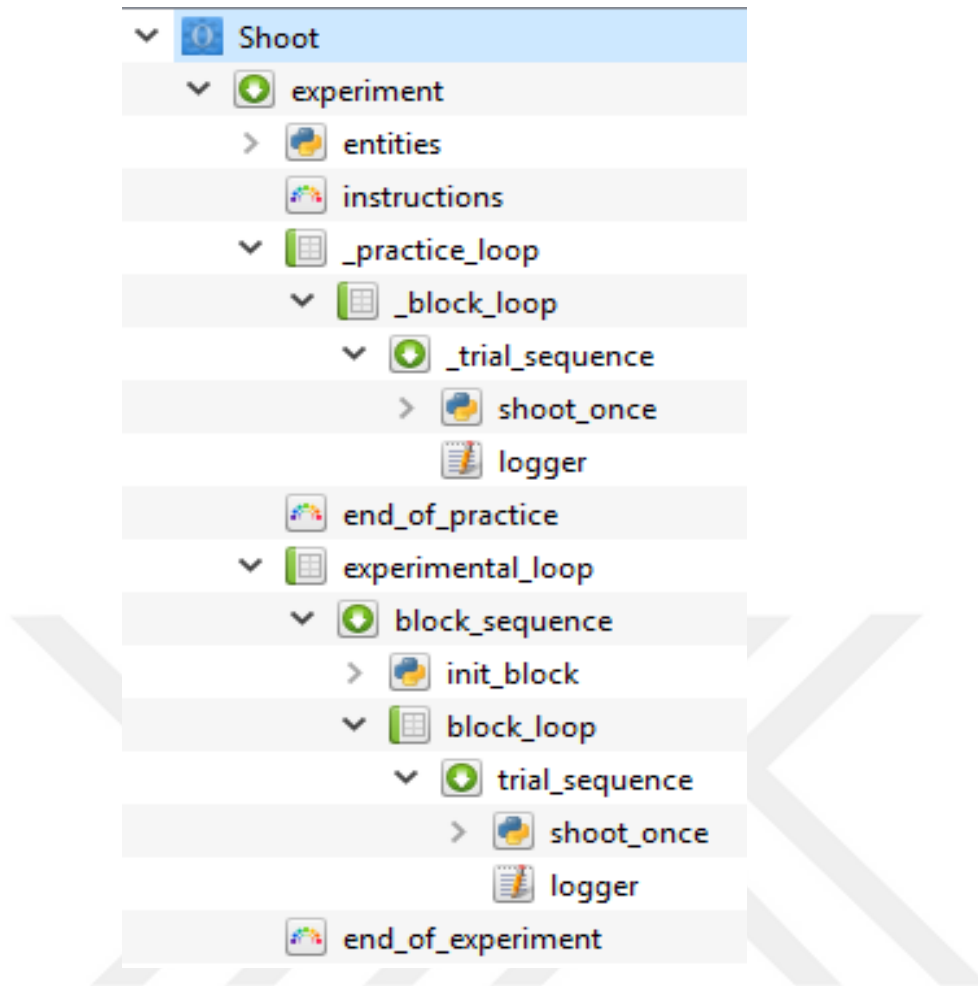 Shoot
experiment
entities
instructions
_practice_loop
_block_loop
_trial_sequence
shoot_once
logger
end_of_practice
experimental_loop
block_sequence
init_block
block_loop
trial_sequence
shoot_once
logger
end_of_experiment